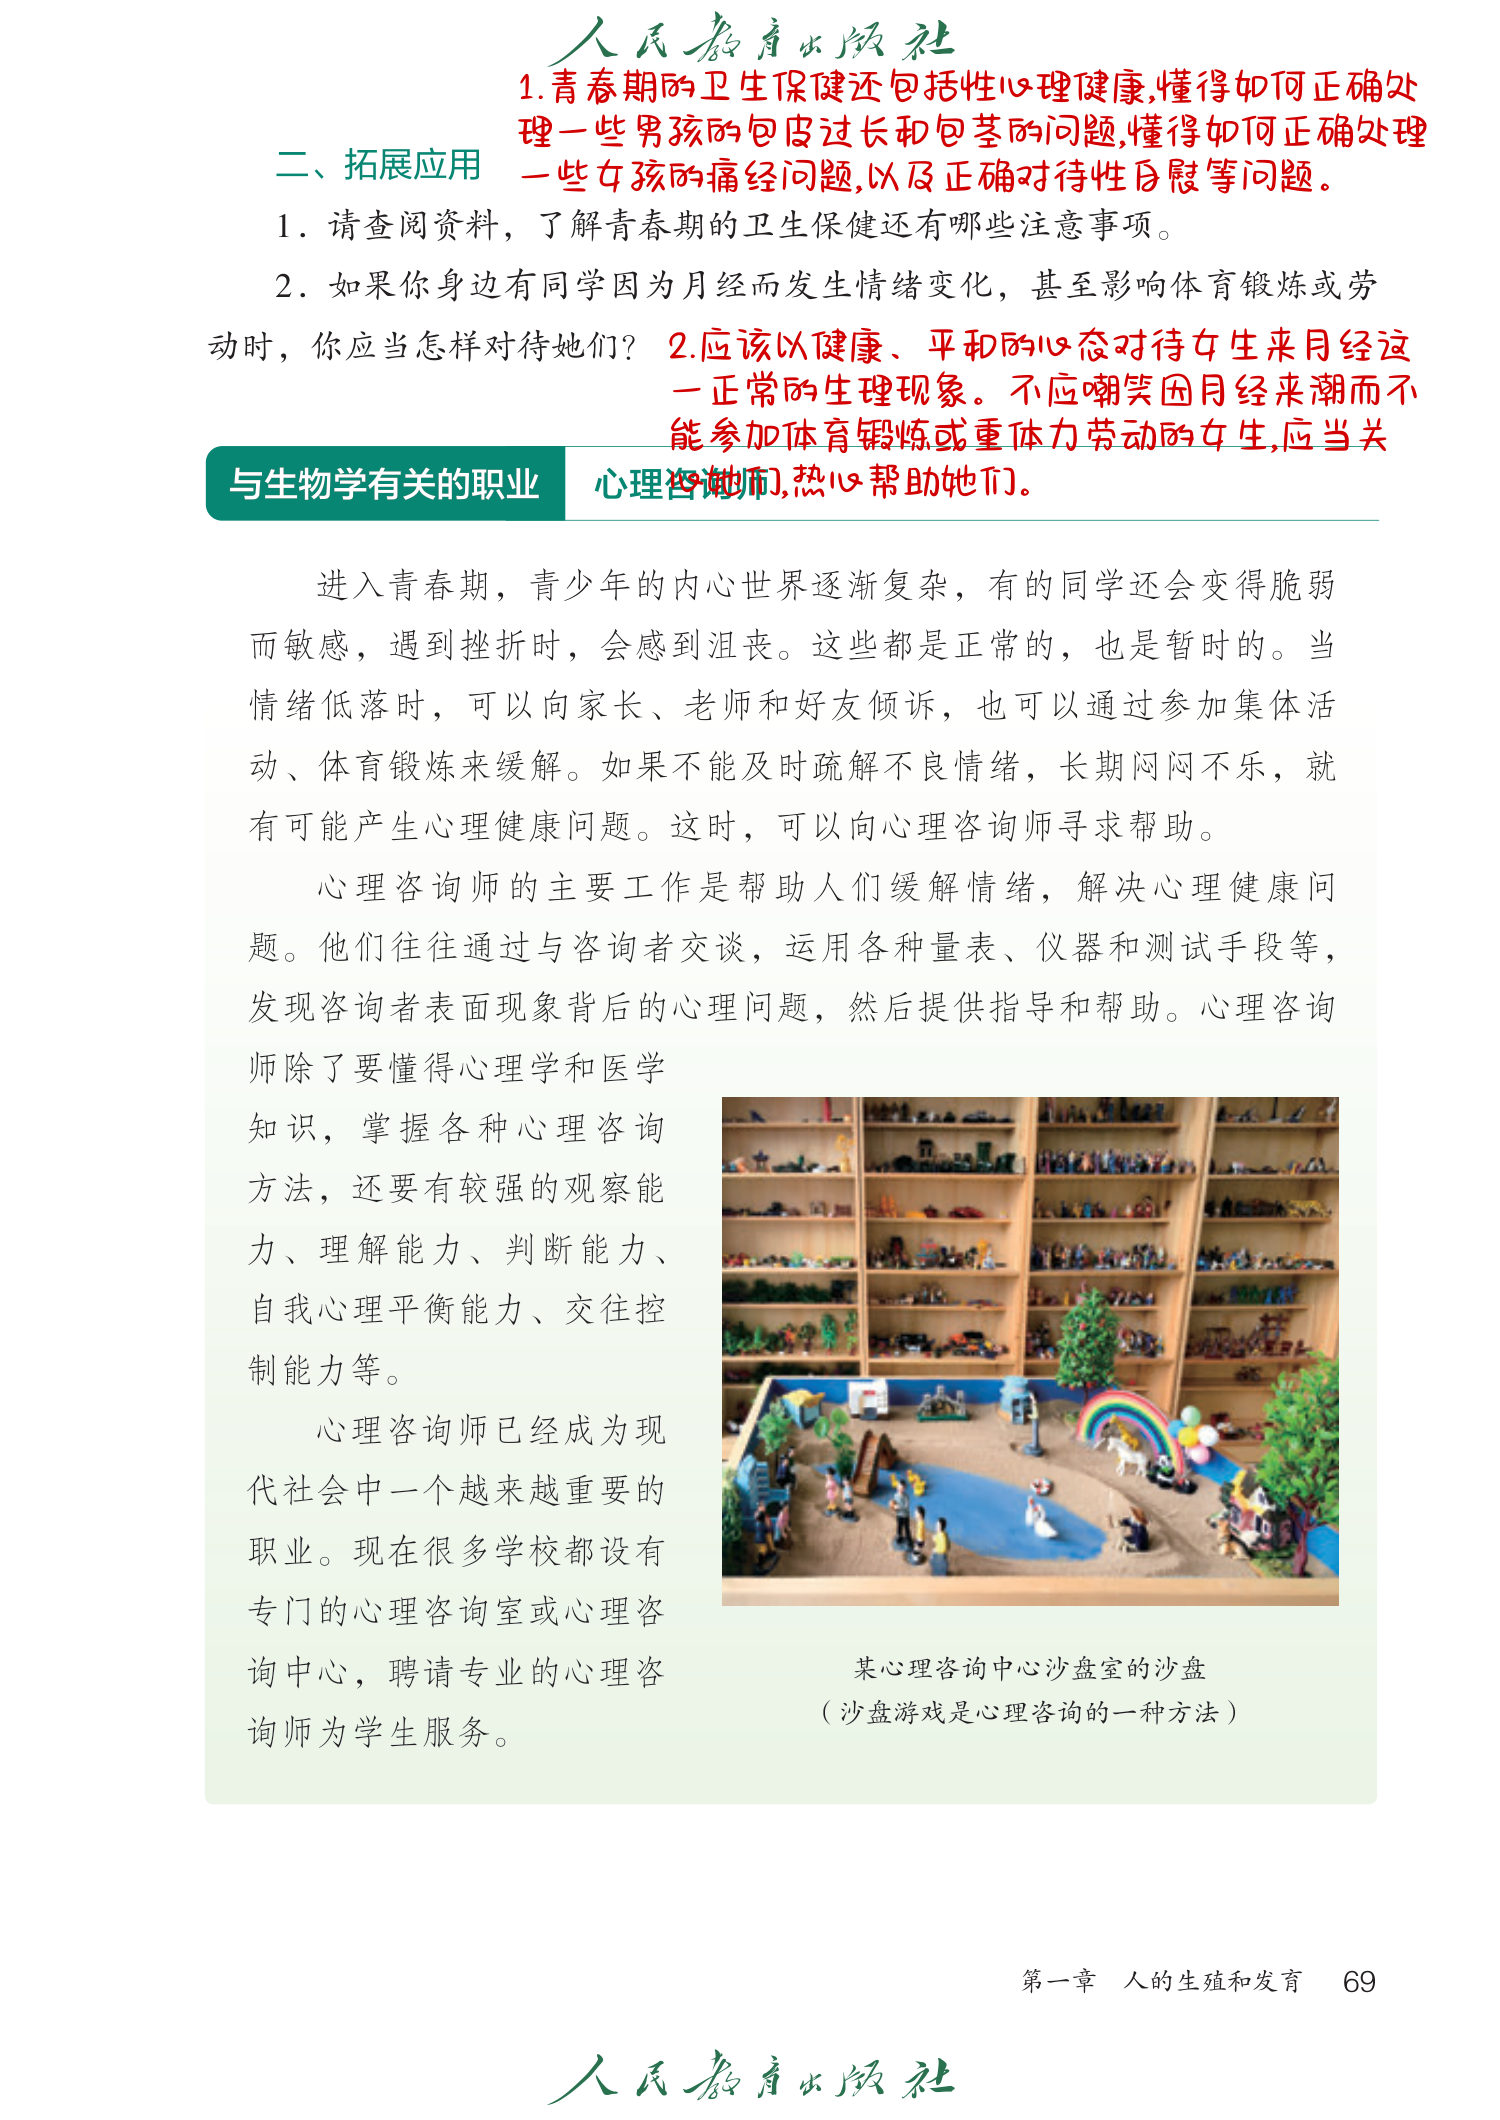 人民教育出版社
1.青春期的卫生保健还包括性心理健康,懂得如何正确处
理一些男孩的包皮过长和包茎的问题,懂得如何正确处理
一些女孩的痛经问题,以及正确对待性自慰等问题。
二、拓展应用
1. 请查阅资料，了解青春期的卫生保健还有哪些注意事项。
2. 如果你身边有同学因为月经而发生情绪变化，甚至影响体育锻炼或劳
动时，你应当怎样对待她们？
2.应该以健康、平和的心态对待女生来月经这
一正常的生理现象。不应嘲笑因月经来潮而不
能参加体育锻炼或重体力劳动的女生,应当关
心她们,热心帮助她们。
与生物学有关的职业 心理咨询师
进入青春期，青少年的内心世界逐渐复杂，有的同学还会变得脆弱
而敏感，遇到挫折时，会感到沮丧。这些都是正常的，也是暂时的。当
情绪低落时，可以向家长、老师和好友倾诉，也可以通过参加集体活
动、体育锻炼来缓解。如果不能及时疏解不良情绪，长期闷闷不乐，就
有可能产生心理健康问题。这时，可以向心理咨询师寻求帮助。
心理咨询师的主要工作是帮助人们缓解情绪，解决心理健康问
题。他们往往通过与咨询者交谈，运用各种量表、仪器和测试手段等，
发现咨询者表面现象背后的心理问题，然后提供指导和帮助。心理咨询
师除了要懂得心理学和医学
知识，掌握各种心理咨询
方法，还要有较强的观察能
力、理解能力、判断能力、
自我心理平衡能力、交往控
制能力等。
心理咨询师已经成为现
代社会中一个越来越重要的
职业。现在很多学校都设有
专门的心理咨询室或心理咨
询中心，聘请专业的心理咨
询师为学生服务。
某心理咨询中心沙盘室的沙盘
（沙盘游戏是心理咨询的一种方法）
第一章 人的生殖和发育 69
人民教育出版社